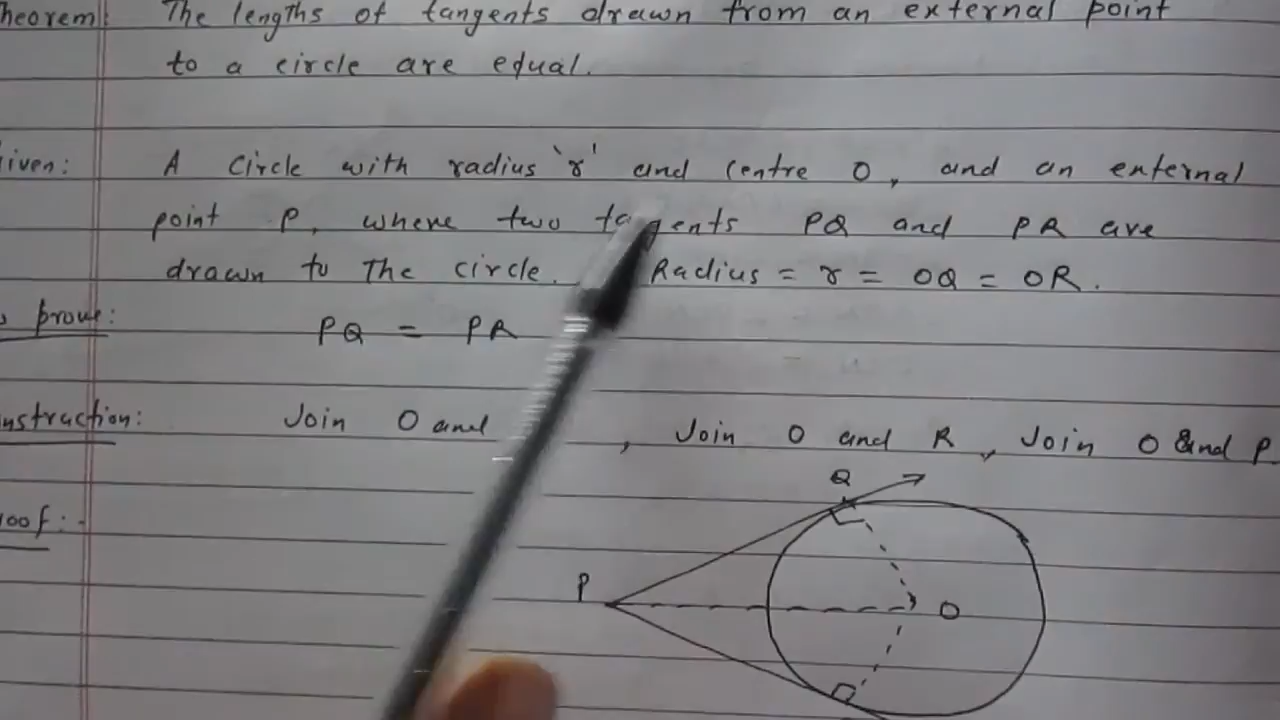 heorem: The lengths of tangents drawn from an external point
to a circle are equal.
iven: A Circle with radius 'r' and Centre O, and an external
point P, where two tangents PQ and PR are
drawn to The circle. Radius = r = OQ = OR.
o prove: PQ = PR
nstruction: Join O and , Join O and R, Join O and P
Q
oof:-
P
O